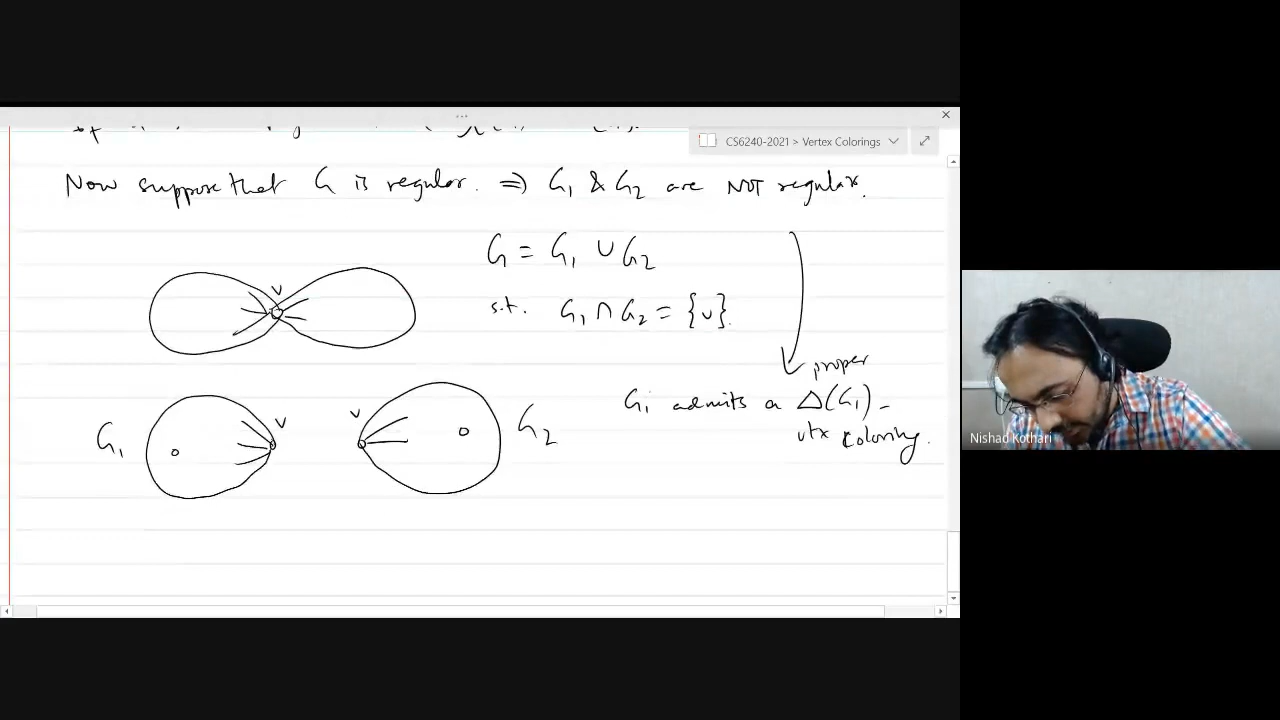 CS6240-2021 > Vertex Colorings
Now suppose that G is regular. ⇒ G₁ & G₂ are NOT regular.
G = G₁ ∪ G₂
s.t. G₁ ∩ G₂ = {v}.
v
proper
G₁ admits a Δ(G₁) -
vtx coloring.
G₁ v v G₂
Nishad Kothari